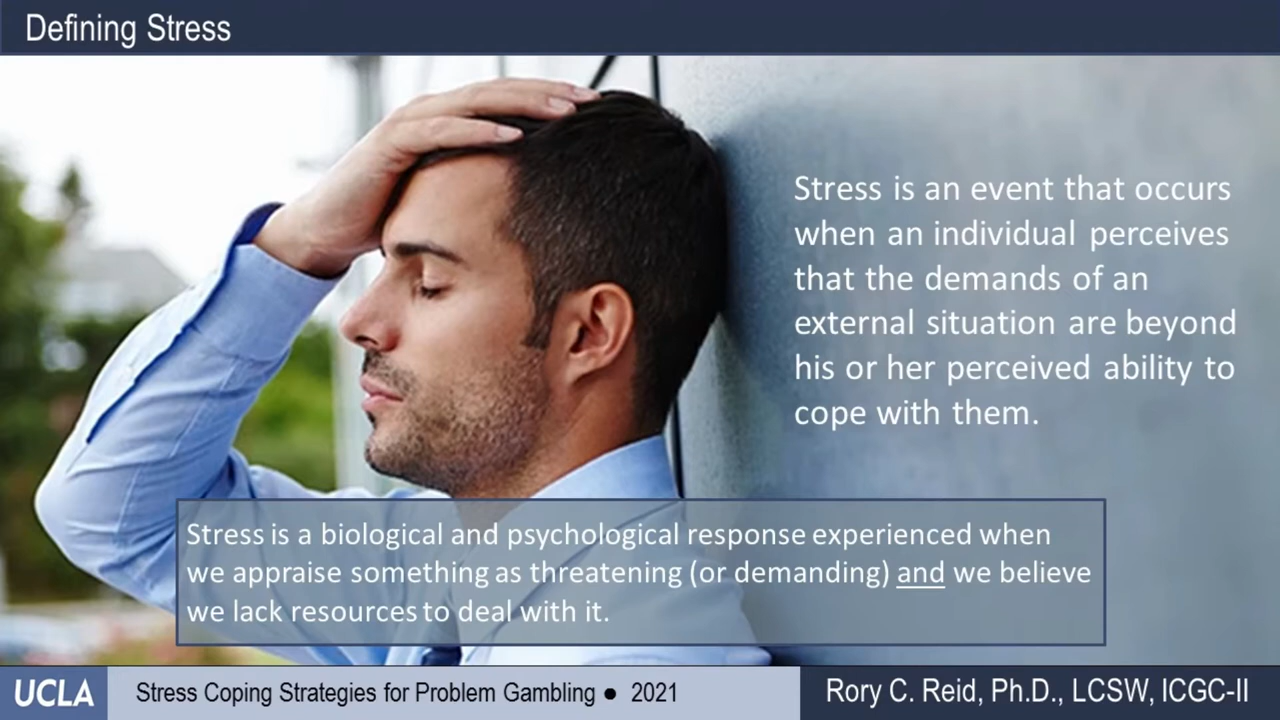 Defining Stress
Stress is an event that occurs
when an individual perceives
that the demands of an
external situation are beyond
his or her perceived ability to
cope with them.
Stress is a biological and psychological response experienced when
we appraise something as threatening (or demanding) and we believe
we lack resources to deal with it.
UCLA
Stress Coping Strategies for Problem Gambling ● 2021
Rory C. Reid, Ph.D., LCSW, ICGC-II